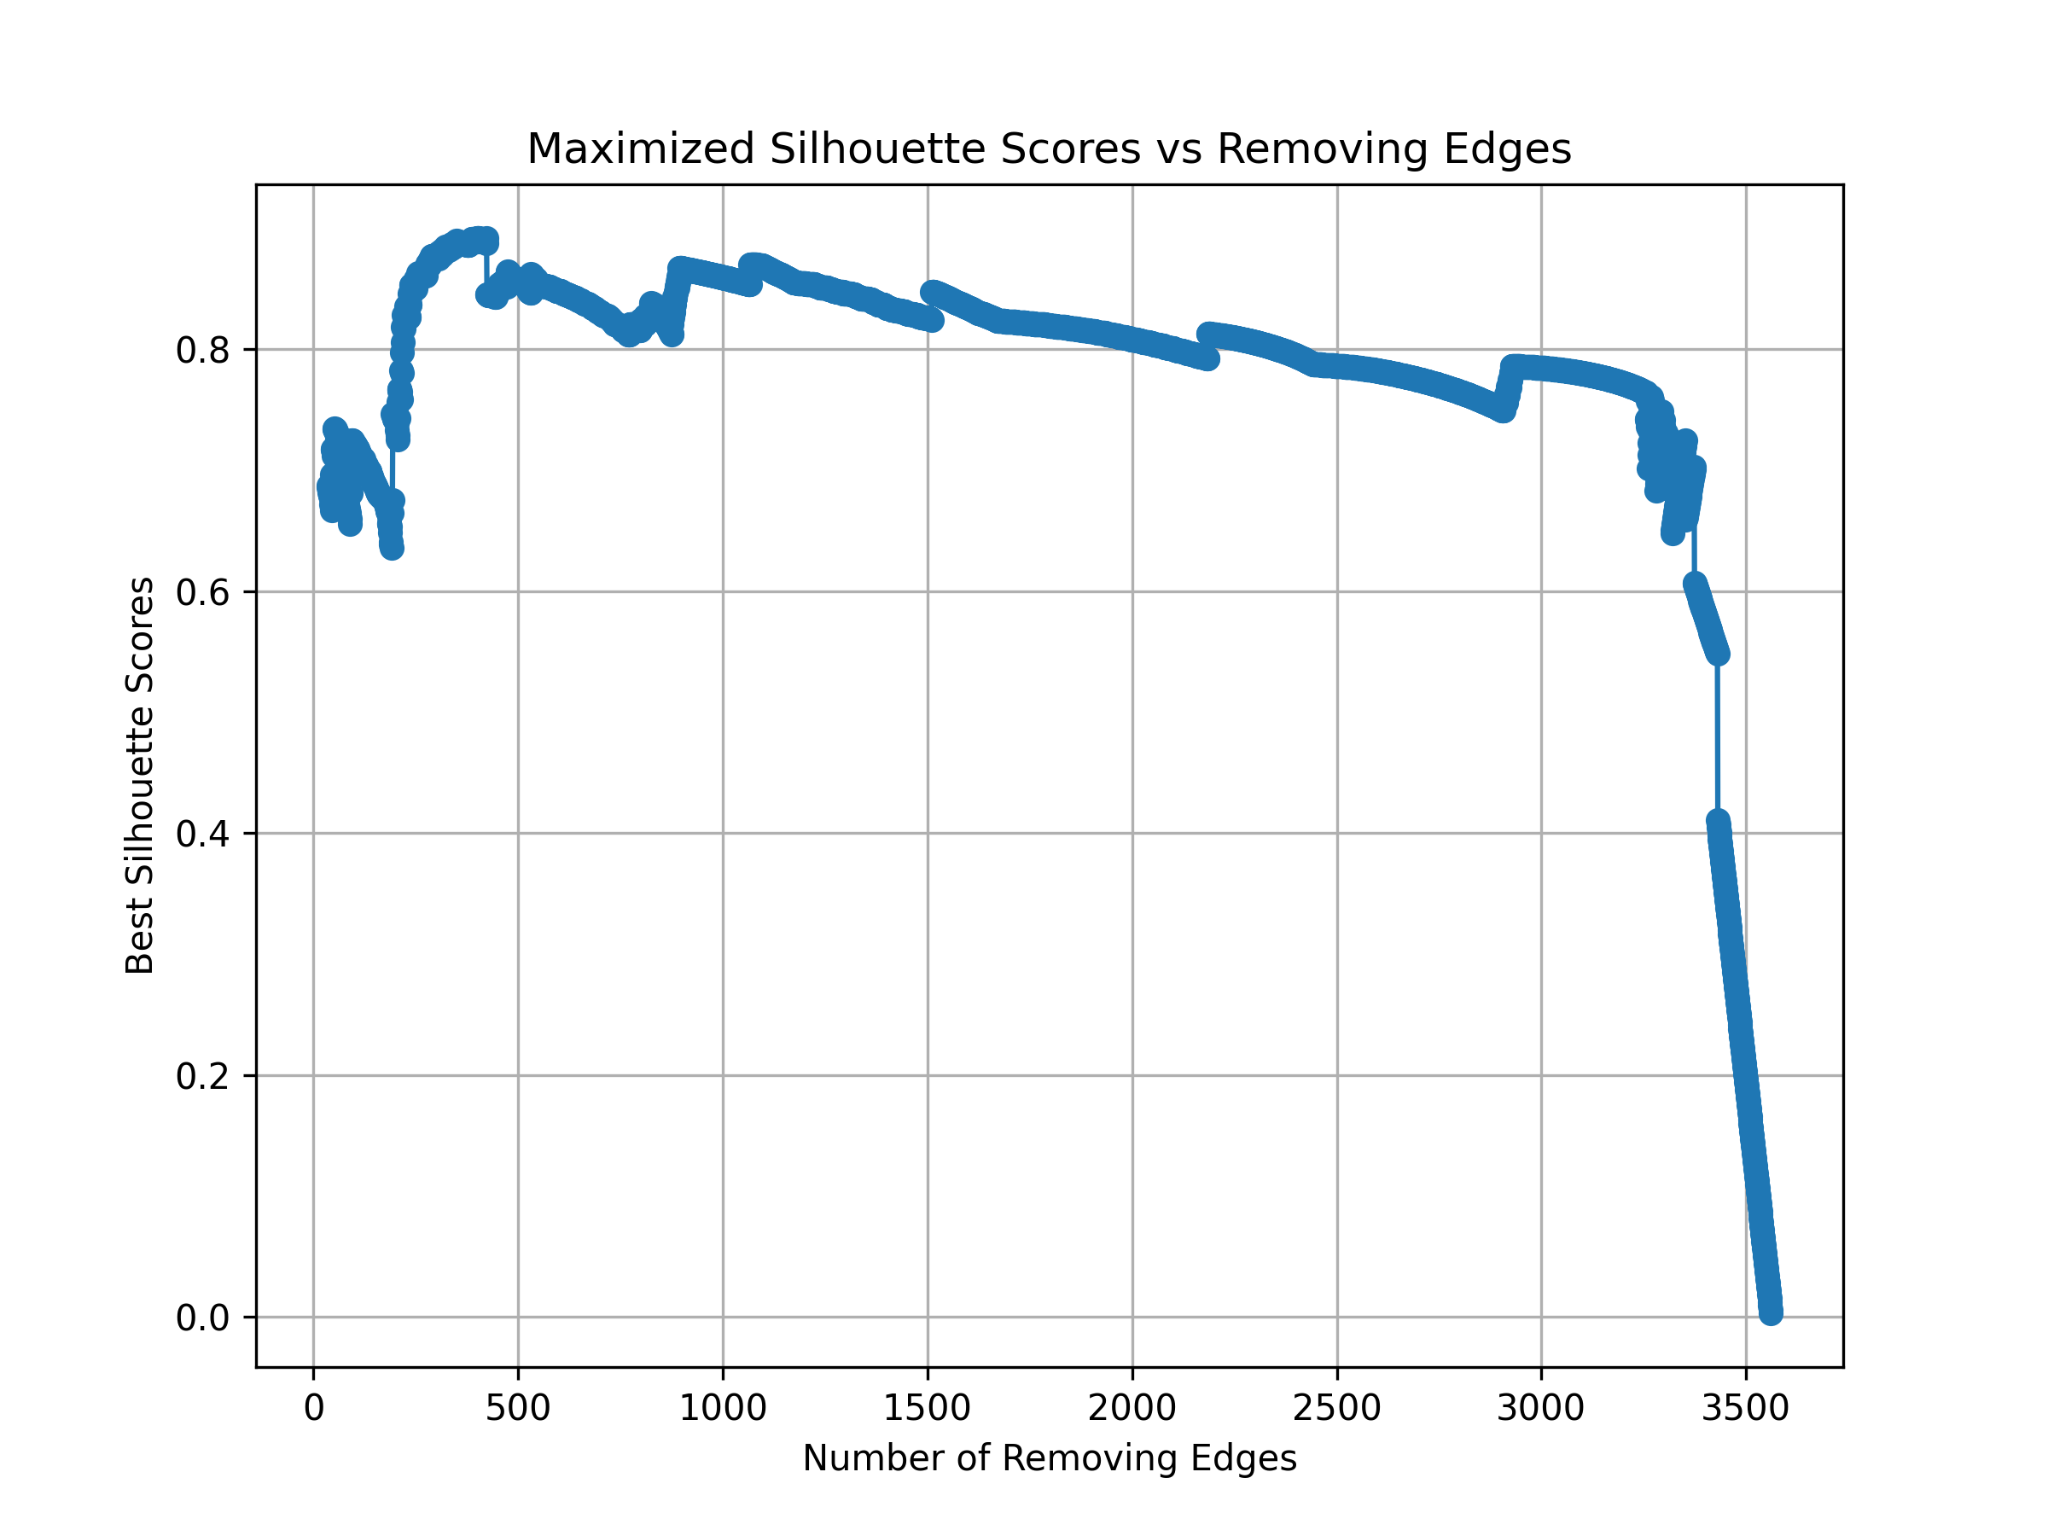 Maximized Silhouette Scores vs Removing Edges
Best Silhouette Scores
0.8
0.6
0.4
0.2
0.0
0 500 1000 1500 2000 2500 3000 3500
Number of Removing Edges